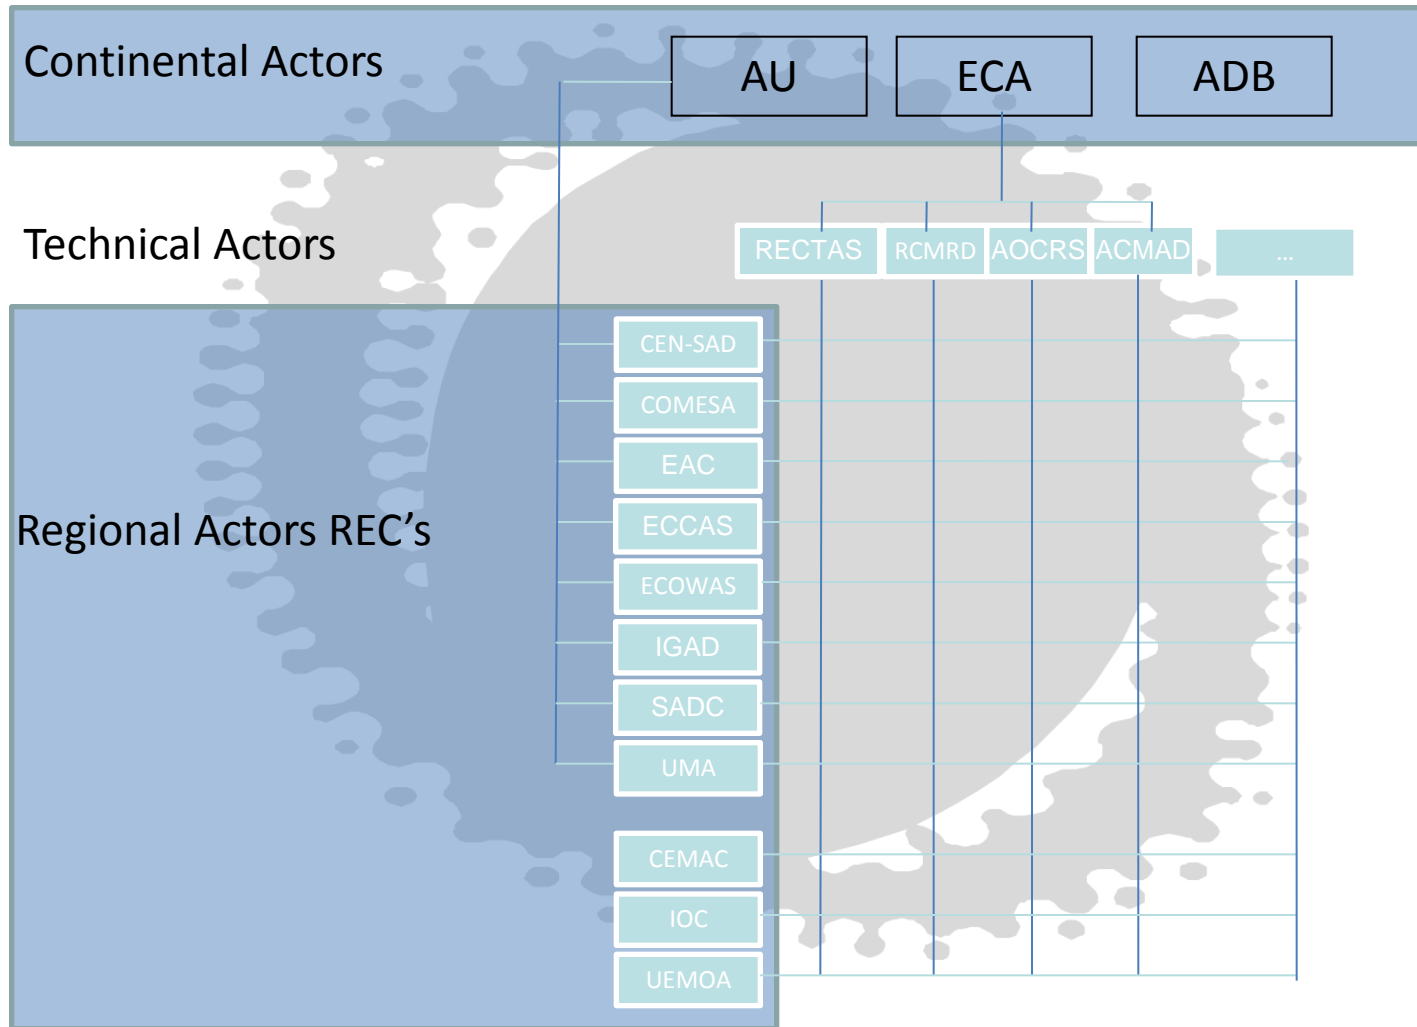 Continental Actors
AU
ECA
ADB
Technical Actors
RECTAS
RCMRD
AOCRS
ACMAD
...
Regional Actors REC’s
CEN-SAD
COMESA
EAC
ECCAS
ECOWAS
IGAD
SADC
UMA
CEMAC
IOC
UEMOA